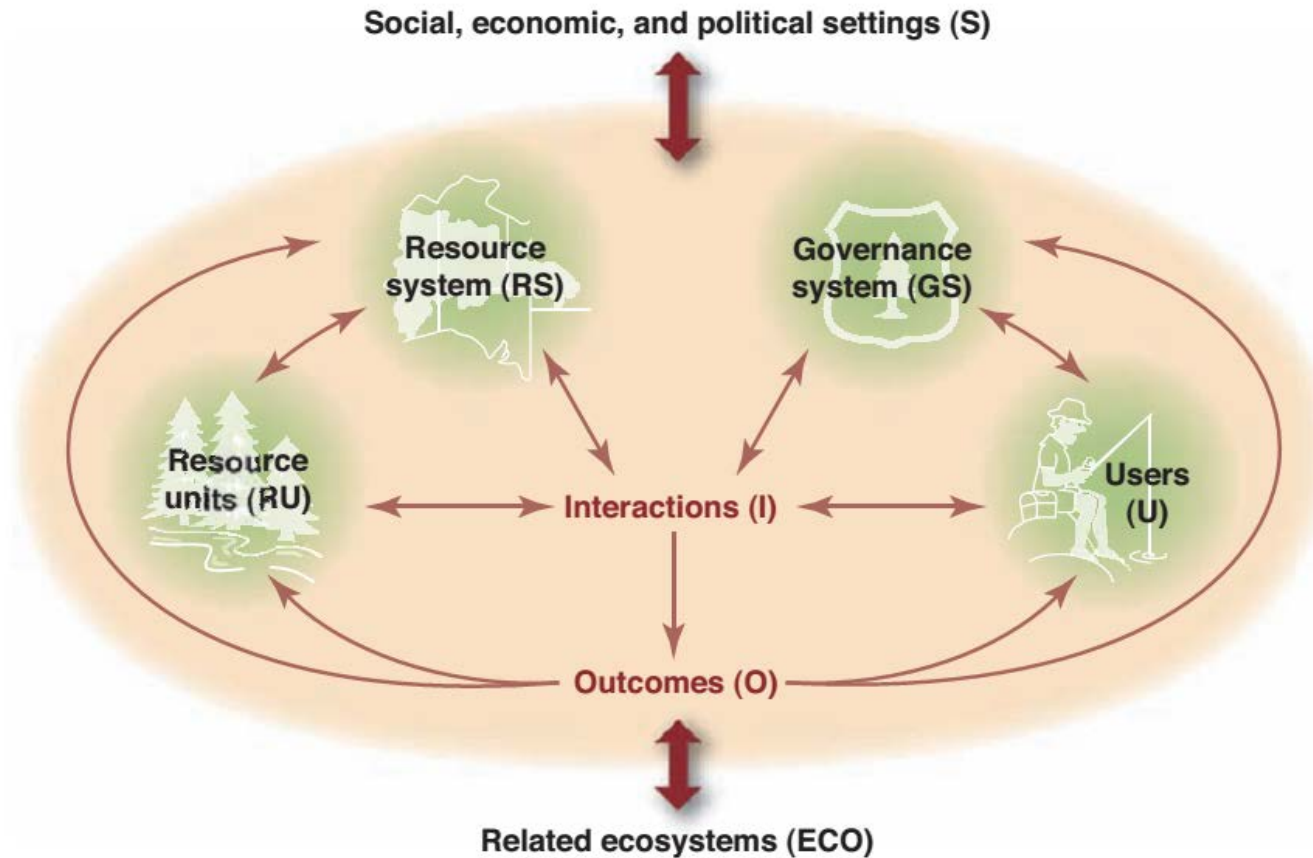 Social, economic, and political settings (S)
Resource
system (RS)
Governance
system (GS)
Resource
units (RU)
Interactions (I)
Users
(U)
Outcomes (O)
Related ecosystems (ECO)